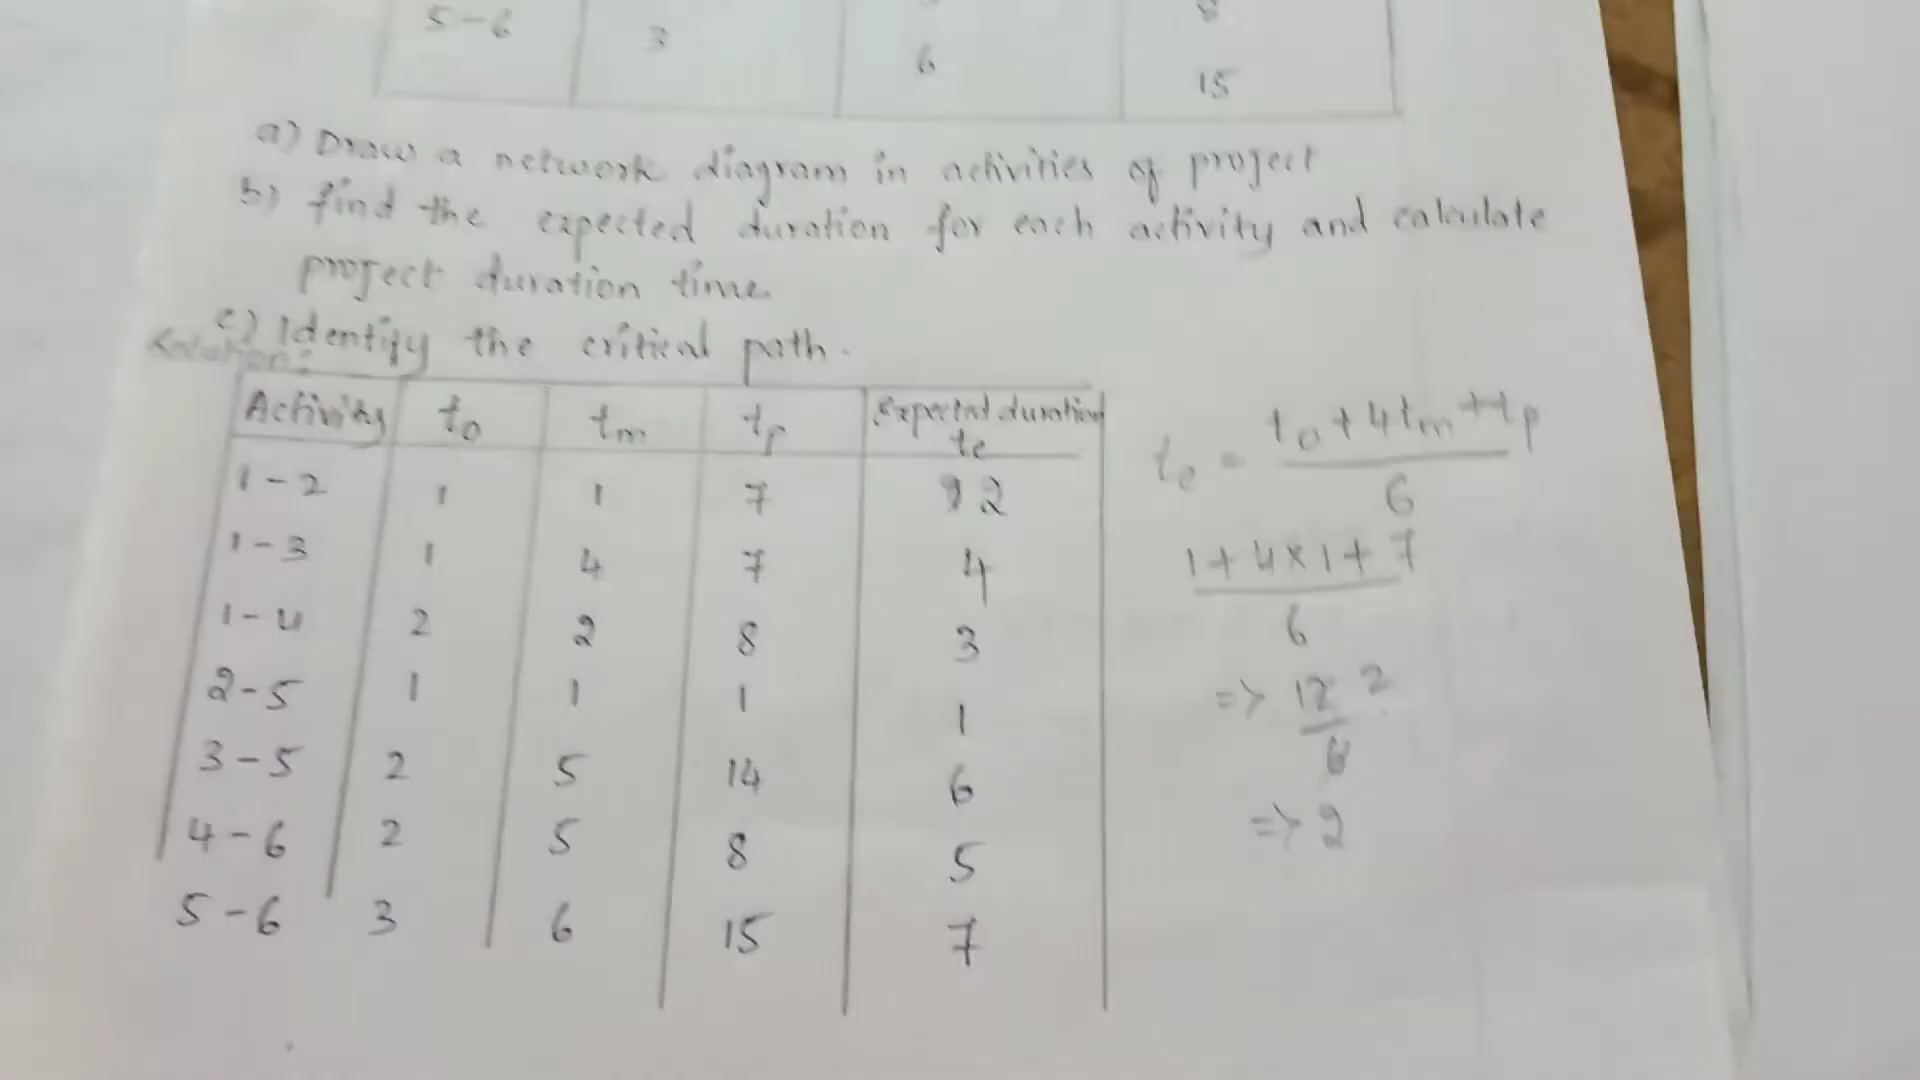 5-6 3 6 15
a) Draw a network diagram in activities of project
b) find the expected duration for each activity and calculate
project duration time.
c) Identify the critical path.
Solution:
Activity to tm tp Expected duration te
1-2 1 1 7 2
1-3 1 4 7 4
1-4 2 2 8 3
2-5 1 1 1 1
3-5 2 5 14 6
4-6 2 5 8 5
5-6 3 6 15 7
te = to+4tm+tp
6
1+4x1+7
6
=> 12 2
6
=> 2